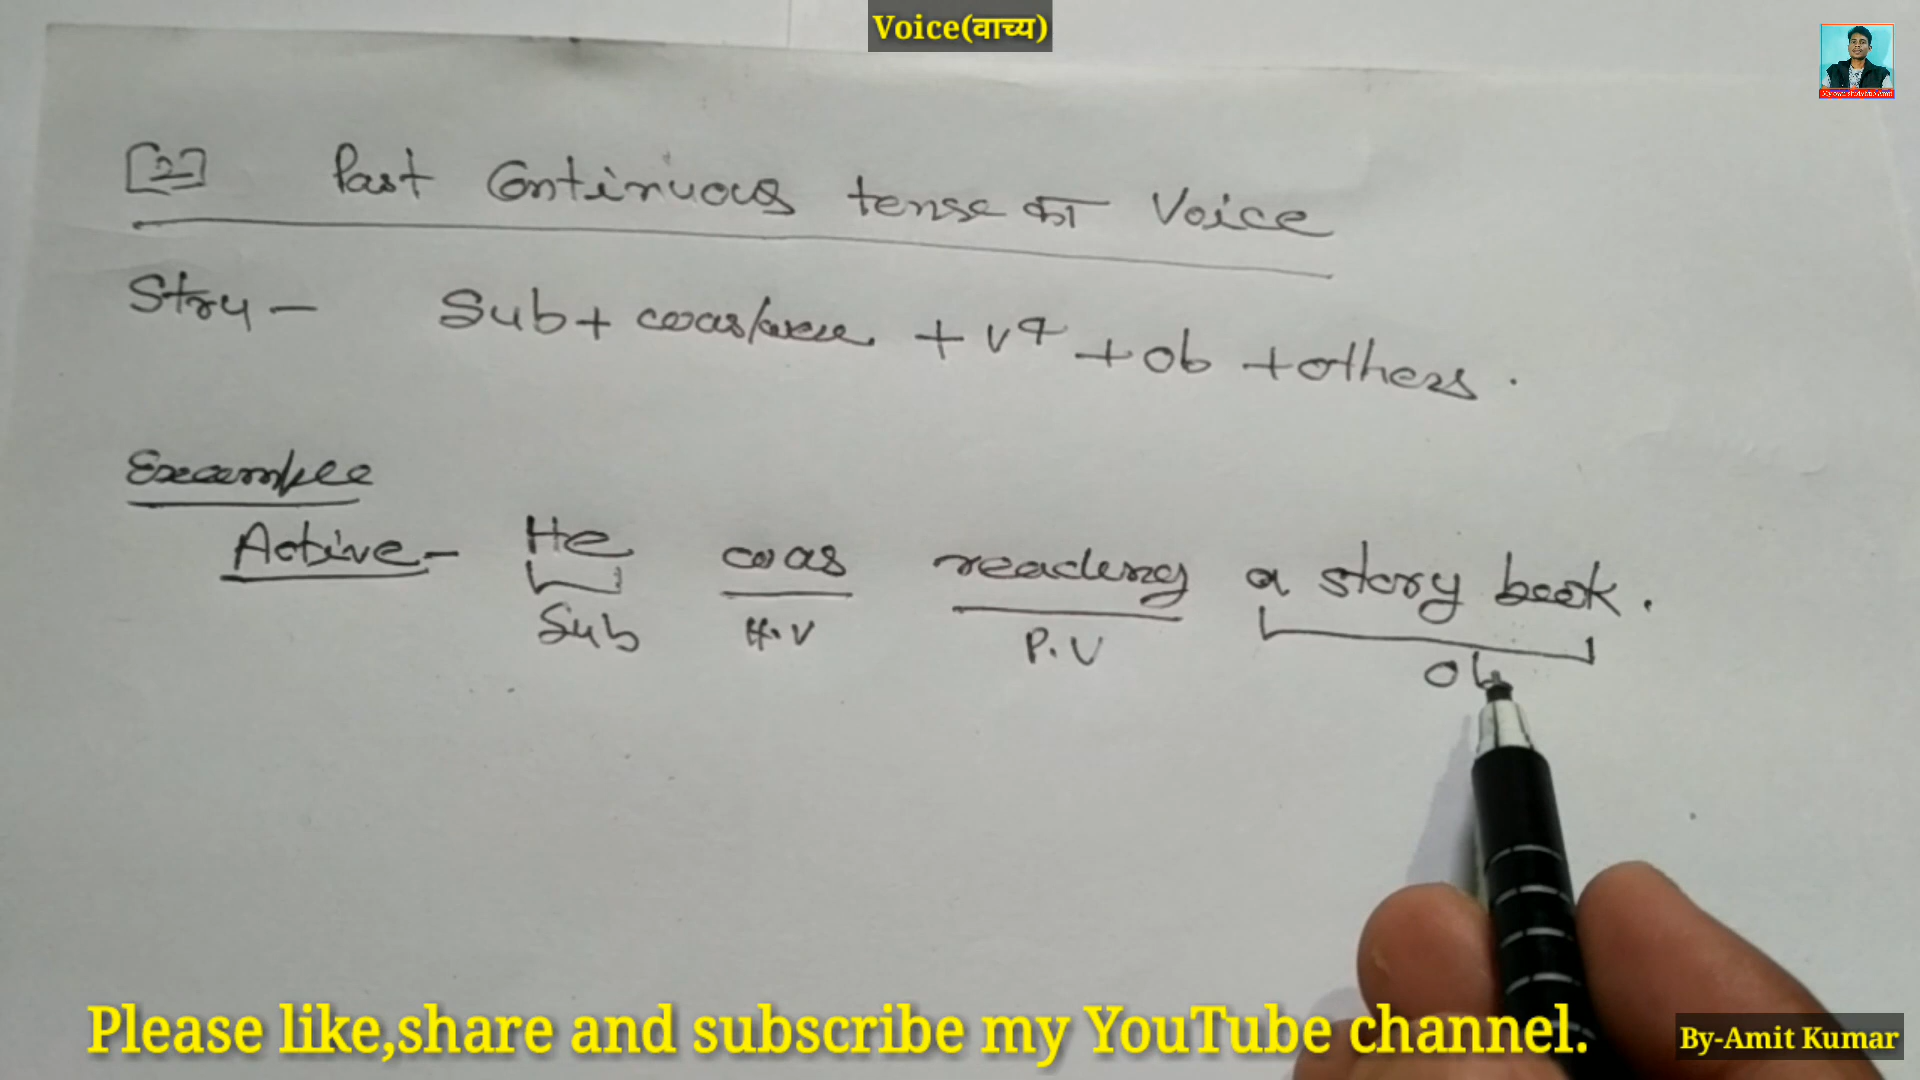 Voice(वाच्य)
[2] Past Continuous tense का Voice
Stru - Sub + was/were + v⁴ + ob + others.
Example
Active - He was reading a story book.
Sub H.V P.V ob
Please like,share and subscribe my YouTube channel.
By-Amit Kumar